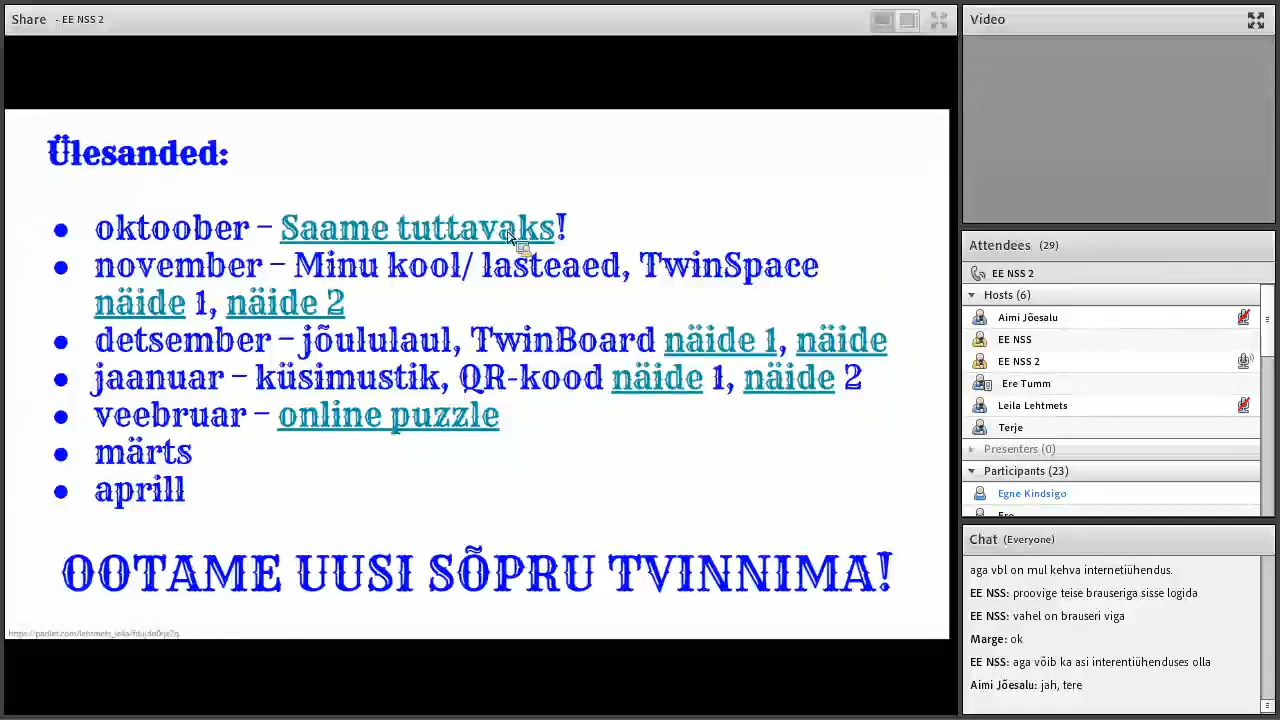 Share - EE NSS 2
Ülesanded:
● oktoober – Saame tuttavaks!
● november – Minu kool/ lasteaed, TwinSpace
näide 1, näide 2
● detsember – jõululaul, TwinBoard näide 1, näide
● jaanuar – küsimustik, QR-kood näide 1, näide 2
● veebruar – online puzzle
● märts
● aprill
OOTAME UUSI SÕPRU TVINNIMA!
Video
Attendees (29)
EE NSS 2
Hosts (6)
Aimi Jõesalu
EE NSS
EE NSS 2
Ere Tumm
Leila Lehtmets
Terje
Presenters (0)
Participants (23)
Egne Kindsigo
Chat (Everyone)
aga vbl on mul kehva internetiühendus.
EE NSS: proovige teise brauseriga sisse logida
EE NSS: vahel on brauseri viga
Marge: ok
EE NSS: aga võib ka asi interentiühenduses olla
Aimi Jõesalu: jah, tere